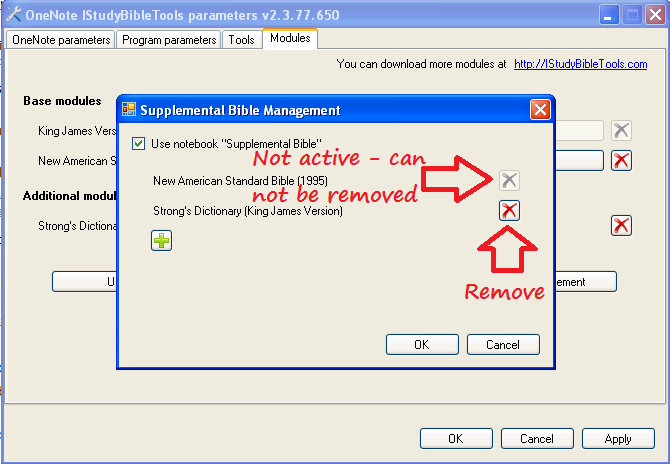 OneNote IStudyBibleTools parameters v2.3.77.650
OneNote parameters Program parameters Tools Modules
You can download more modules at http://IStudyBibleTools.com
Base modules
King James Vers
New American S
Additional modul
Strong's Dictiona
U
ement
Supplemental Bible Management
Use notebook "Supplemental Bible"
Not active - can
New American Standard Bible (1995)
not be removed
Strong's Dictionary (King James Version)
Remove
OK Cancel
OK Cancel Apply